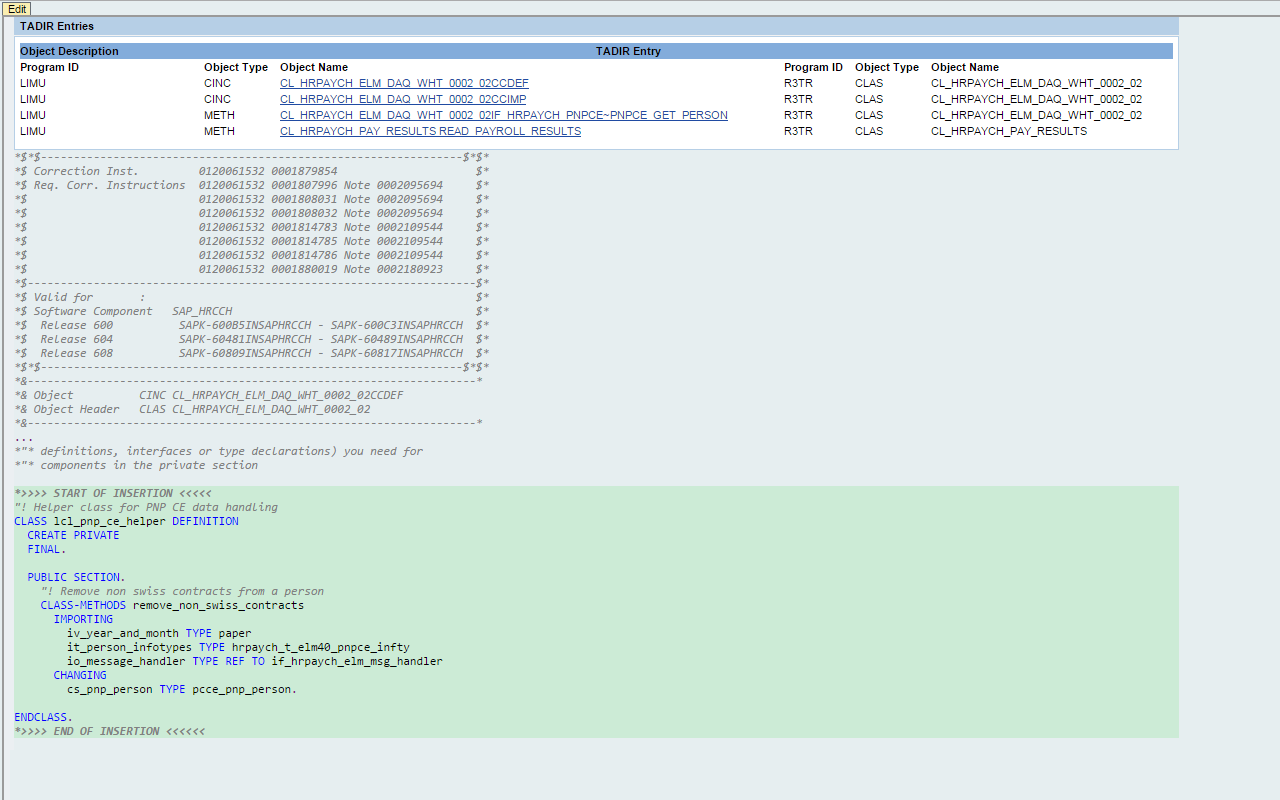 Edit
TADIR Entries
Object Description TADIR Entry
Program ID Object Type Object Name Program ID Object Type Object Name
LIMU CINC CL_HRPAYCH_ELM_DAQ_WHT_0002_02CCDEF R3TR CLAS CL_HRPAYCH_ELM_DAQ_WHT_0002_02
LIMU CINC CL_HRPAYCH_ELM_DAQ_WHT_0002_02CCIMP R3TR CLAS CL_HRPAYCH_ELM_DAQ_WHT_0002_02
LIMU METH CL_HRPAYCH_ELM_DAQ_WHT_0002_02IF_HRPAYCH_PNPCE~PNPCE_GET_PERSON R3TR CLAS CL_HRPAYCH_ELM_DAQ_WHT_0002_02
LIMU METH CL_HRPAYCH_PAY_RESULTS READ_PAYROLL_RESULTS R3TR CLAS CL_HRPAYCH_PAY_RESULTS
*$*$----------------------------------------------------------------$*$*
*$ Correction Inst.         0120061532 0001879854                     $*
*$ Req. Corr. Instructions  0120061532 0001807996 Note 0002095694     $*
*$                          0120061532 0001808031 Note 0002095694     $*
*$                          0120061532 0001808032 Note 0002095694     $*
*$                          0120061532 0001814783 Note 0002109544     $*
*$                          0120061532 0001814785 Note 0002109544     $*
*$                          0120061532 0001814786 Note 0002109544     $*
*$                          0120061532 0001880019 Note 0002180923     $*
*$--------------------------------------------------------------------$*
*$ Valid for       :                                                  $*
*$ Software Component   SAP_HRCCH                                     $*
*$  Release 600          SAPK-600B5INSAPHRCCH - SAPK-600C3INSAPHRCCH  $*
*$  Release 604          SAPK-60481INSAPHRCCH - SAPK-60489INSAPHRCCH  $*
*$  Release 608          SAPK-60809INSAPHRCCH - SAPK-60817INSAPHRCCH  $*
*$*$----------------------------------------------------------------$*$*
*&--------------------------------------------------------------------*
*& Object          CINC CL_HRPAYCH_ELM_DAQ_WHT_0002_02CCDEF
*& Object Header   CLAS CL_HRPAYCH_ELM_DAQ_WHT_0002_02
*&--------------------------------------------------------------------*
...
*"* definitions, interfaces or type declarations) you need for
*"* components in the private section
*>>>> START OF INSERTION <<<<<
"! Helper class for PNP CE data handling
CLASS lcl_pnp_ce_helper DEFINITION
  CREATE PRIVATE
  FINAL.
  PUBLIC SECTION.
    "! Remove non swiss contracts from a person
    CLASS-METHODS remove_non_swiss_contracts
      IMPORTING
        iv_year_and_month TYPE paper
        it_person_infotypes TYPE hrpaych_t_elm40_pnpce_infty
        io_message_handler TYPE REF TO if_hrpaych_elm_msg_handler
      CHANGING
        cs_pnp_person TYPE pcce_pnp_person.
ENDCLASS.
*>>>> END OF INSERTION <<<<<<